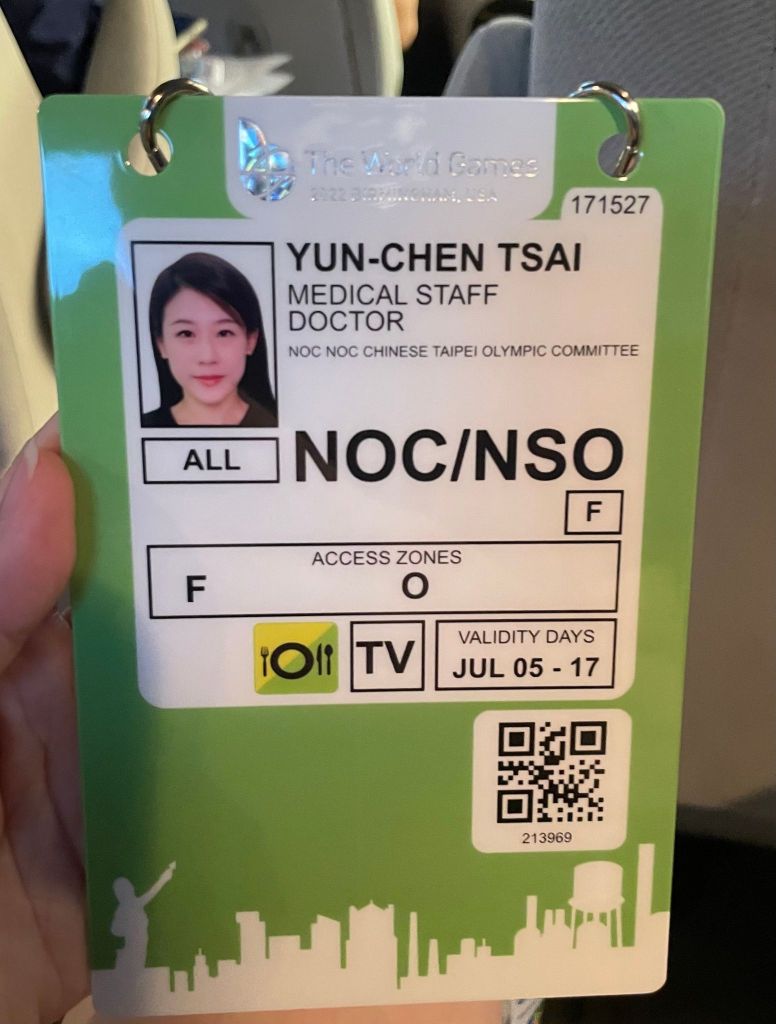 The World Games
2022 BIRMINGHAM, USA
171527
YUN-CHEN TSAI
MEDICAL STAFF
DOCTOR
NOC NOC CHINESE TAIPEI OLYMPIC COMMITTEE
ALL
NOC/NSO
F
ACCESS ZONES
F O
TV
VALIDITY DAYS
JUL 05 - 17
213969